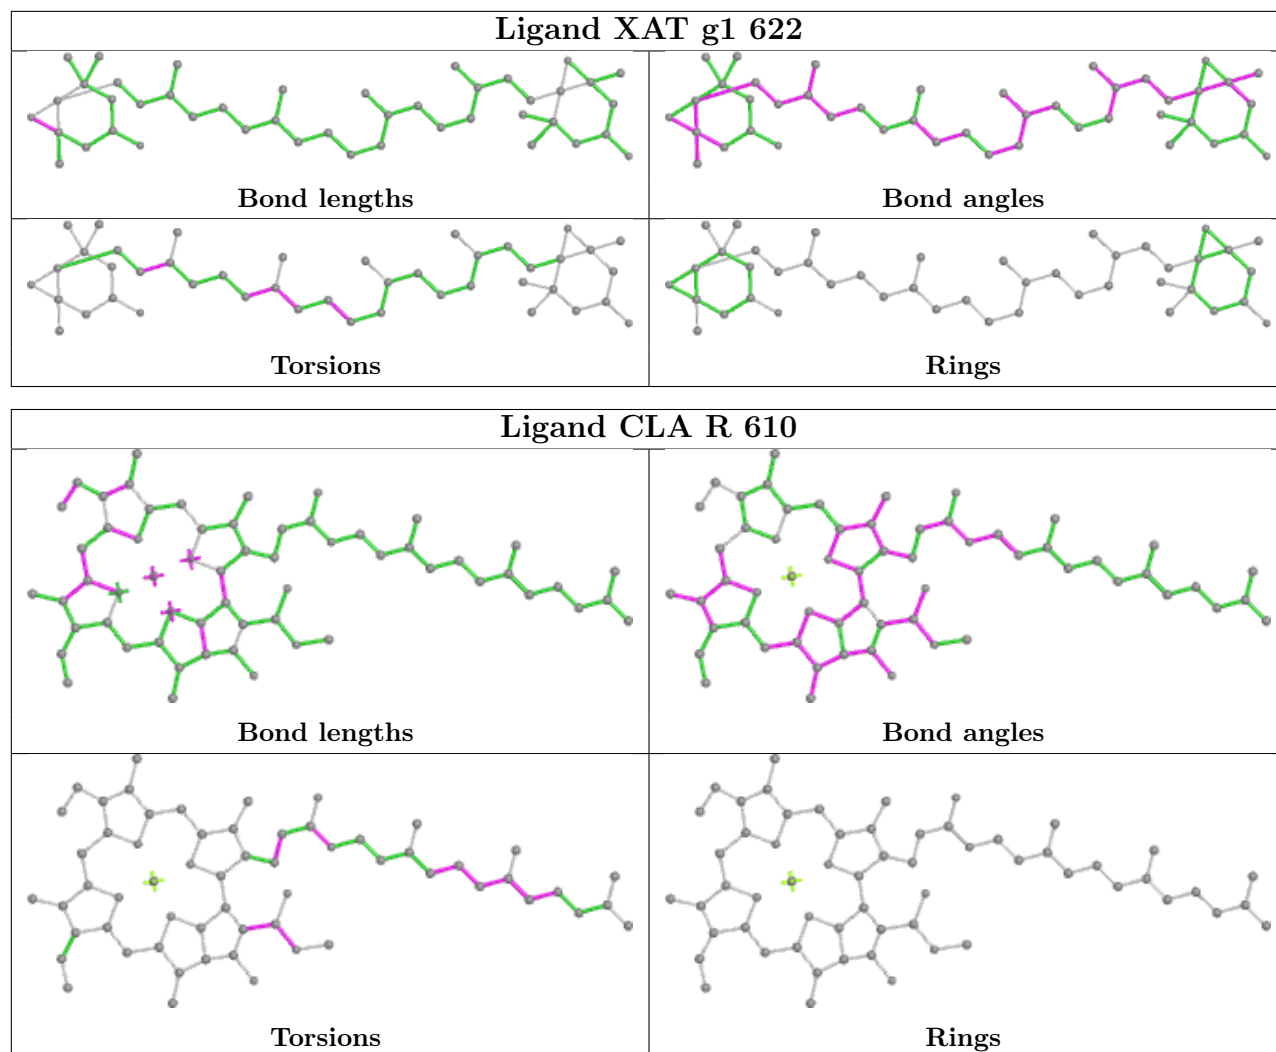 Ligand XAT g1 622
Bond lengths
Bond angles
Torsions
Rings
Ligand CLA R 610
Bond lengths
Bond angles
Torsions
Rings